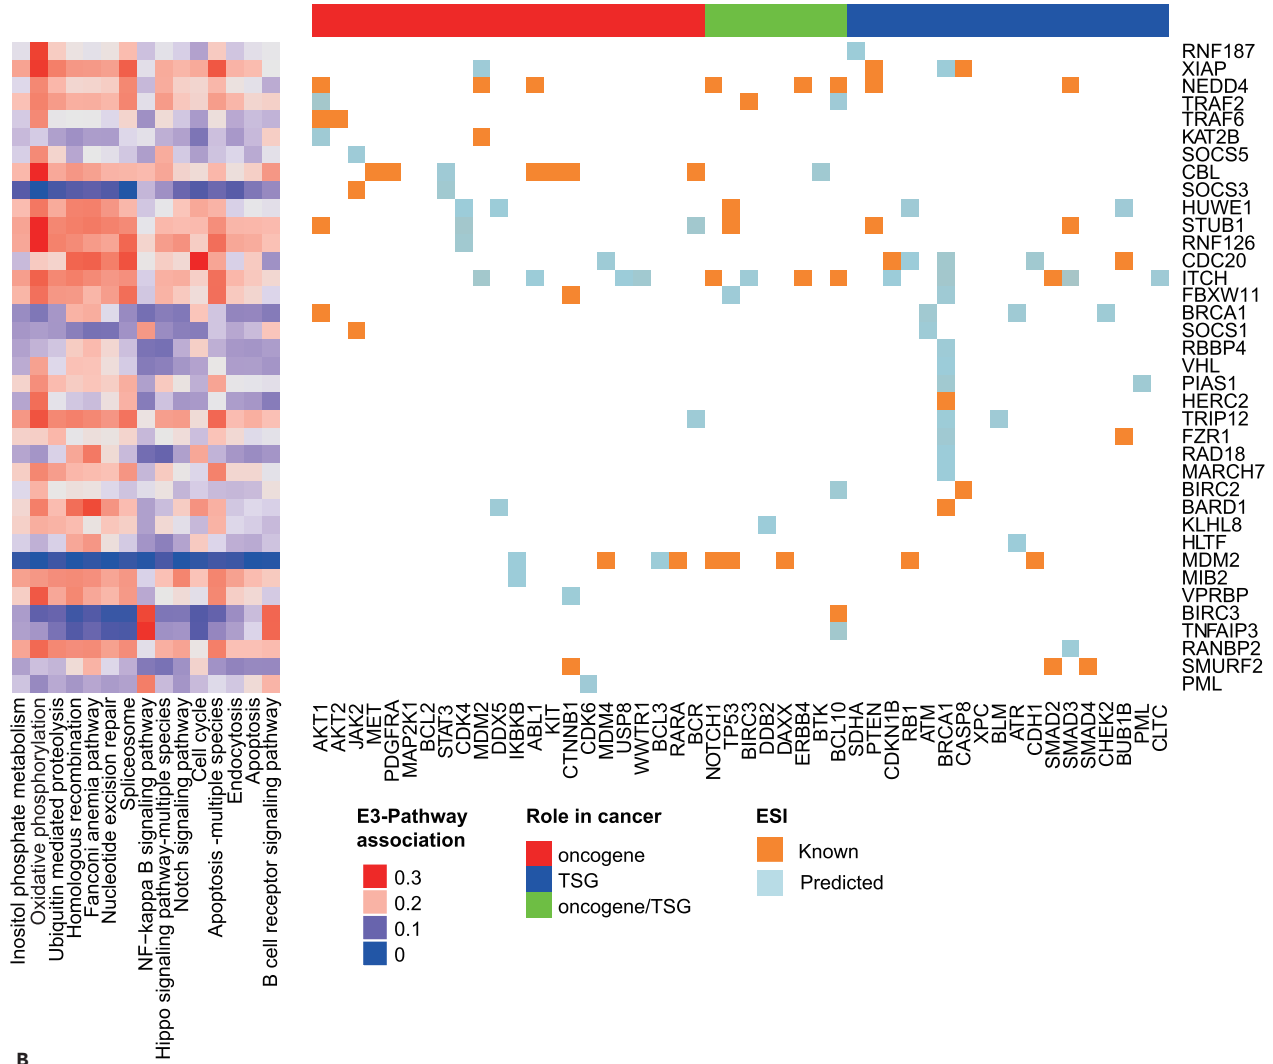 RNF187
XIAP
NEDD4
TRAF2
TRAF6
KAT2B
SOCS5
CBL
SOCS3
HUWE1
STUB1
RNF126
CDC20
ITCH
FBXW11
BRCA1
SOCS1
RBBP4
VHL
PIAS1
HERC2
TRIP12
FZR1
RAD18
MARCH7
BIRC2
BARD1
KLHL8
HLTF
MDM2
MIB2
VPRBP
BIRC3
TNFAIP3
RANBP2
SMURF2
PML
Inositol phosphate metabolism
Oxidative phosphorylation
Ubiquitin mediated proteolysis
Homologous recombination
Fanconi anemia pathway
Nucleotide excision repair
Spliceosome
NF-kappa B signaling pathway
Hippo signaling pathway-multiple species
Notch signaling pathway
Cell cycle
Apoptosis -multiple species
Endocytosis
Apoptosis
B cell receptor signaling pathway
AKT1
AKT2
JAK2
MET
PDGFRA
MAP2K1
BCL2
STAT3
CDK4
MDM2
DDX5
IKBKB
ABL1
KIT
CTNNB1
CDK6
MDM4
USP8
WWTR1
BCL3
RARA
BCR
NOTCH1
TP53
BIRC3
DDB2
DAXX
ERBB4
BTK
BCL10
SDHA
PTEN
CDKN1B
RB1
ATM
BRCA1
CASP8
XPC
BLM
ATR
CDH1
SMAD2
SMAD3
SMAD4
CHEK2
BUB1B
PML
CLTC
E3-Pathway
association
0.3
0.2
0.1
0
Role in cancer
oncogene
TSG
oncogene/TSG
ESI
Known
Predicted
B